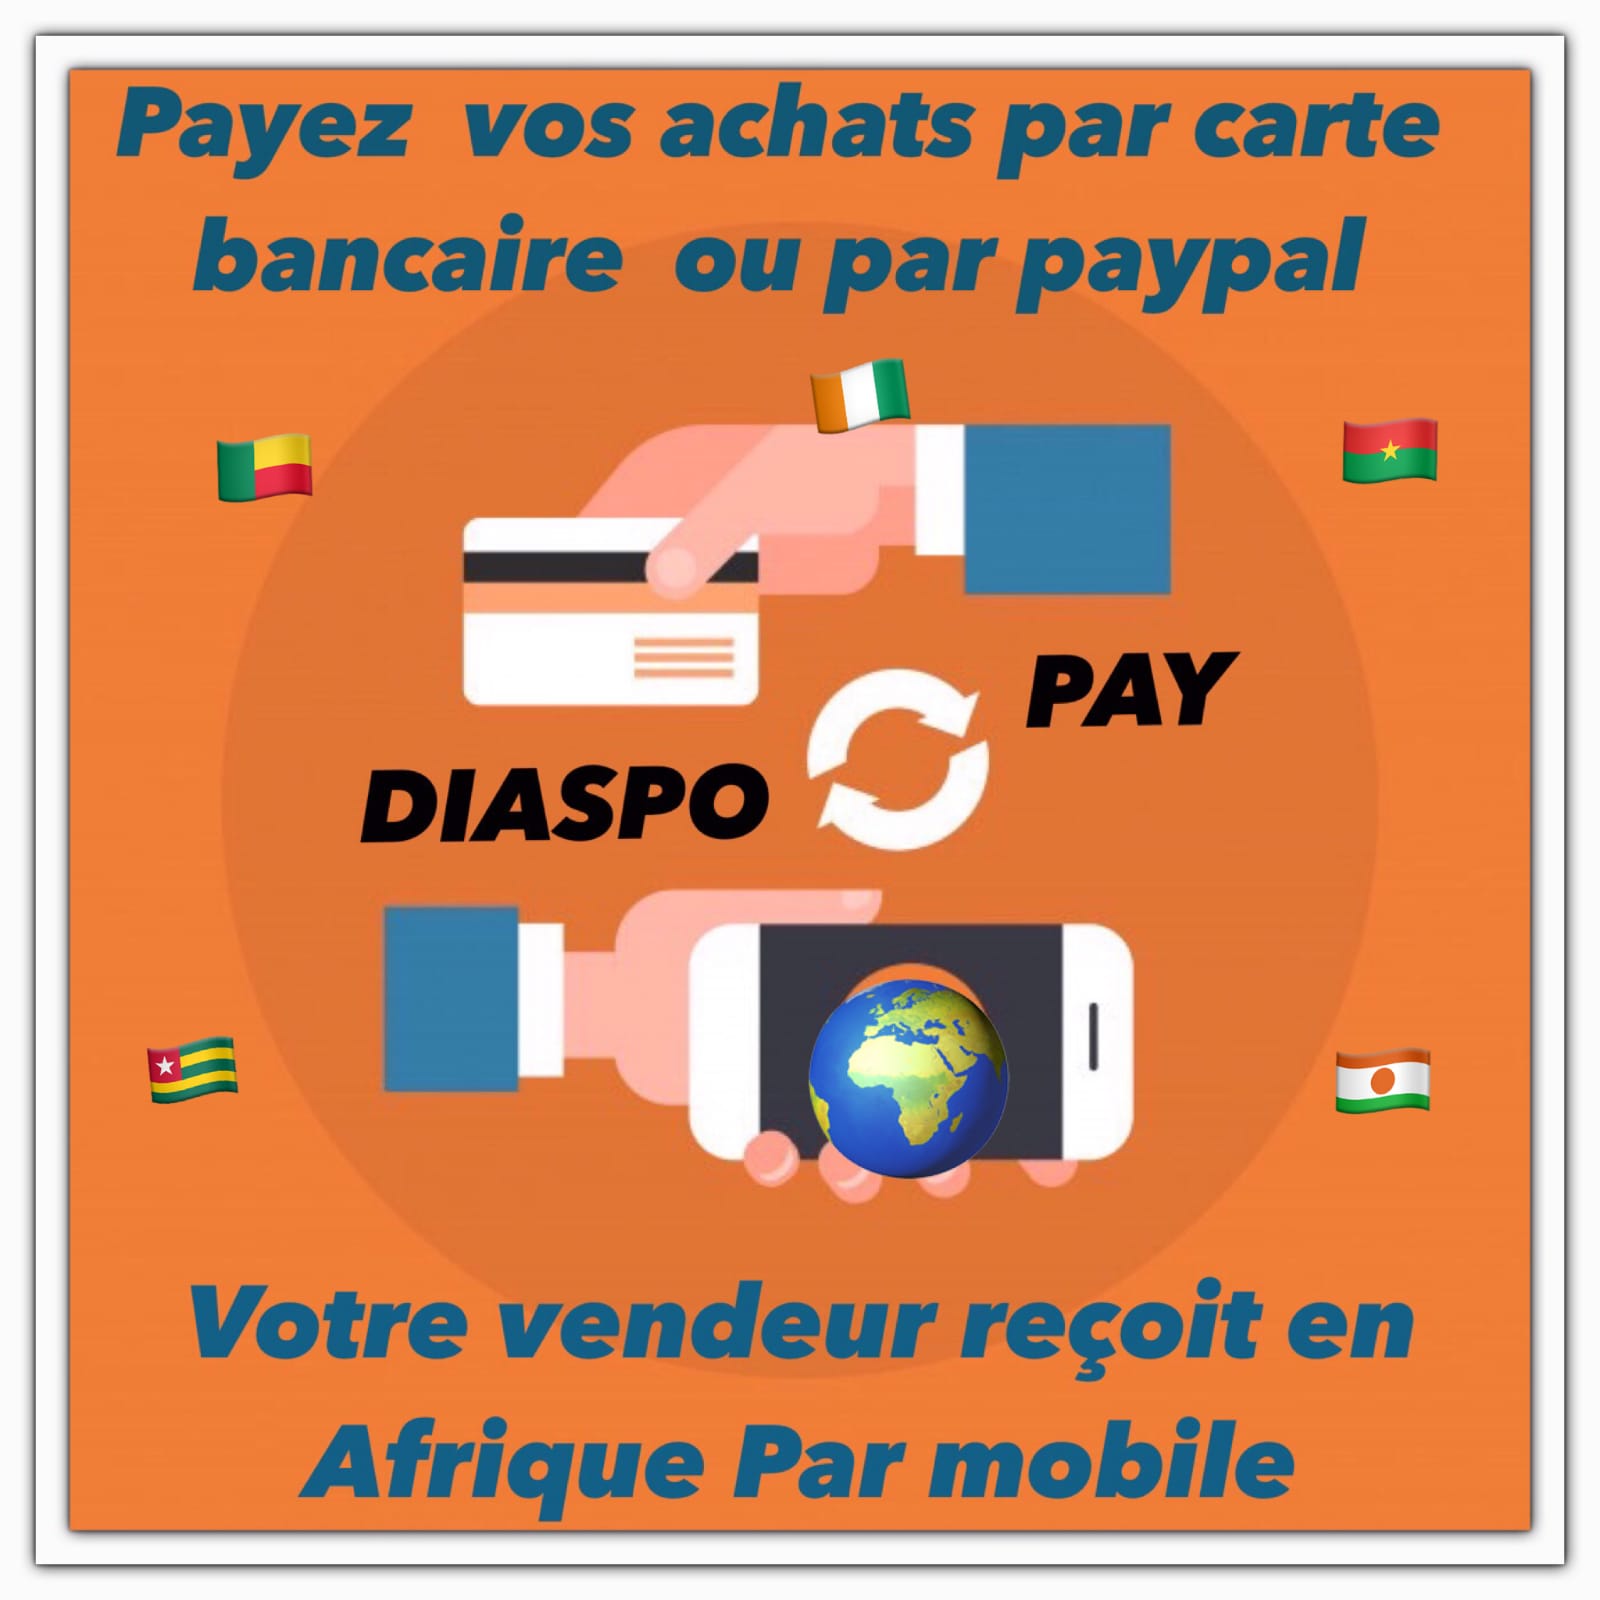 Payez vos achats par carte
bancaire ou par paypal
PAY
DIASPO
Votre vendeur reçoit en
Afrique Par mobile